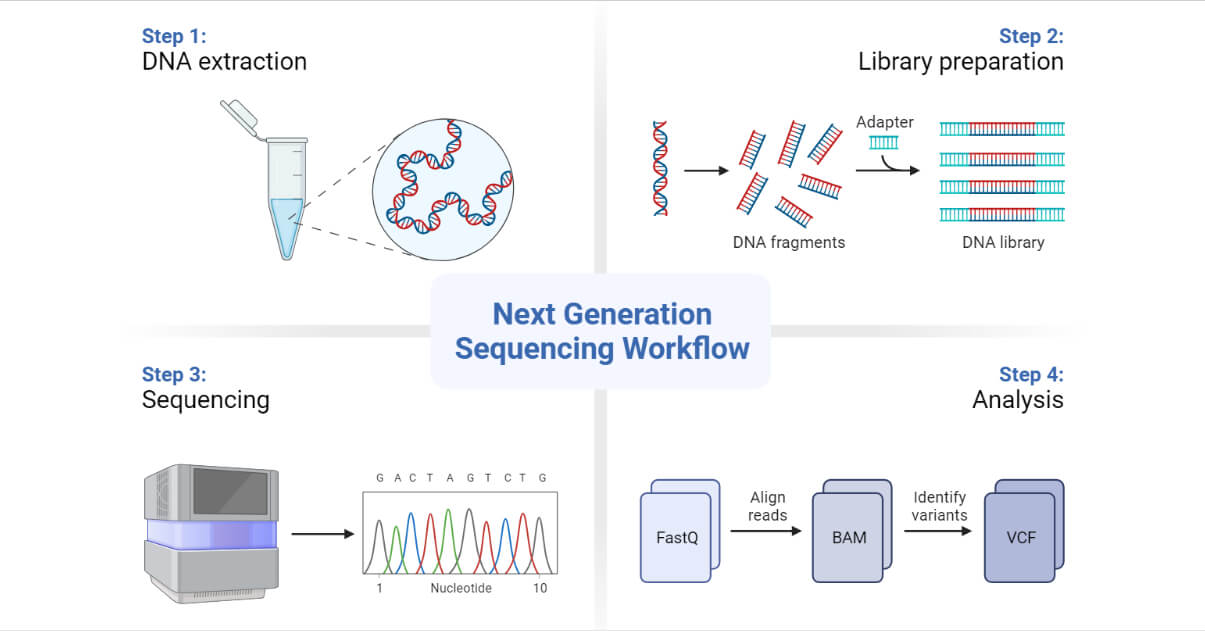 Step 1:
DNA extraction
Step 2:
Library preparation
Adapter
DNA fragments
DNA library
Next Generation
Sequencing Workflow
Step 3:
Sequencing
G A C T A G T C T G
1 Nucleotide 10
Step 4:
Analysis
FastQ
Align
reads
BAM
Identify
variants
VCF